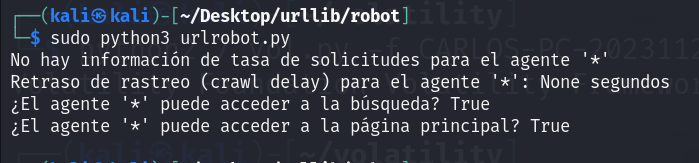 ┌──(kali㉿kali)-[~/Desktop/urllib/robot]
└─$ sudo python3 urlrobot.py
No hay información de tasa de solicitudes para el agente '*'
Retraso de rastreo (crawl delay) para el agente '*': None segundos
¿El agente '*' puede acceder a la búsqueda? True
¿El agente '*' puede acceder a la página principal? True